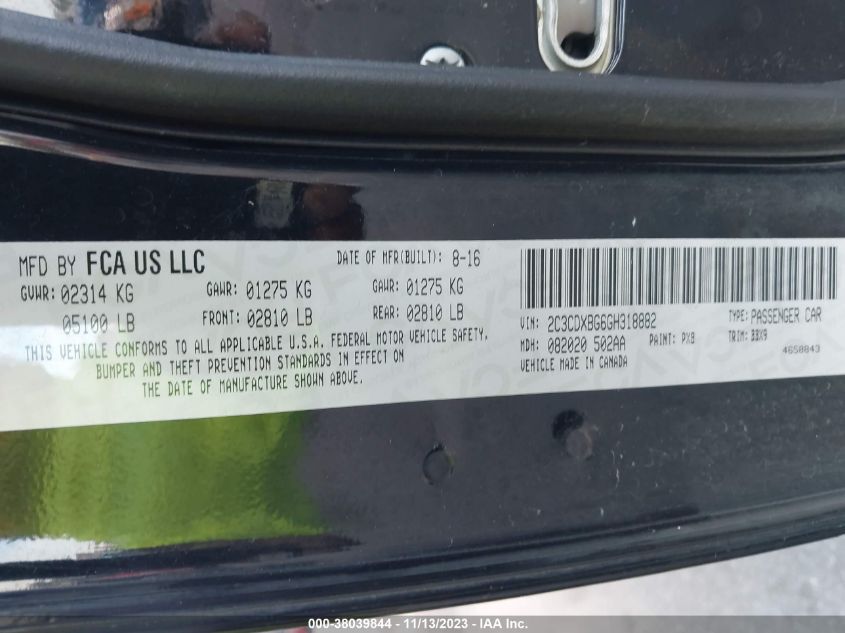 MFD BY FCA US LLC
DATE OF MFR(BUILT): 8-16
GVWR: 02314 KG
05100 LB
GAWR: 01275 KG
FRONT: 02810 LB
GAWR: 01275 KG
REAR: 02810 LB
THIS VEHICLE CONFORMS TO ALL APPLICABLE U.S.A. FEDERAL MOTOR VEHICLE SAFETY,
BUMPER AND THEFT PREVENTION STANDARDS IN EFFECT ON
THE DATE OF MANUFACTURE SHOWN ABOVE.
VIN: 2C3CDXBG6GH318882
TYPE: PASSENGER CAR
MDH: 082020 502AA
PAINT: PX8
TRIM: BBX9
VEHICLE MADE IN CANADA
4658843
000-38039844 - 11/13/2023 - IAA Inc.